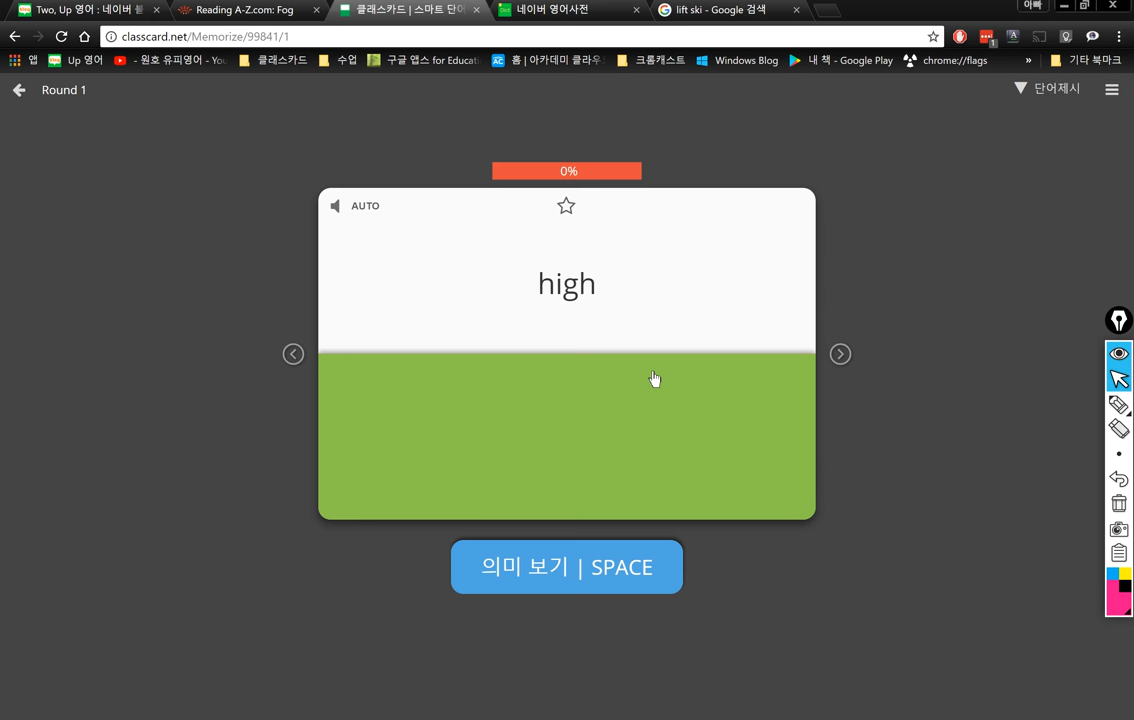 Two, Up 영어 : 네이버 블
Reading A-Z.com: Fog
클래스카드 | 스마트 단어
네이버 영어사전
lift ski - Google 검색
아빠
classcard.net/Memorize/99841/1
앱
Up 영어
- 원호 유피영어 - You
클래스카드
수업
구글 앱스 for Educati
홈 | 아카데미 클라우
크롬캐스트
Windows Blog
내 책 - Google Play
chrome://flags
»
기타 북마크
Round 1
단어제시
0%
AUTO
high
의미 보기 | SPACE